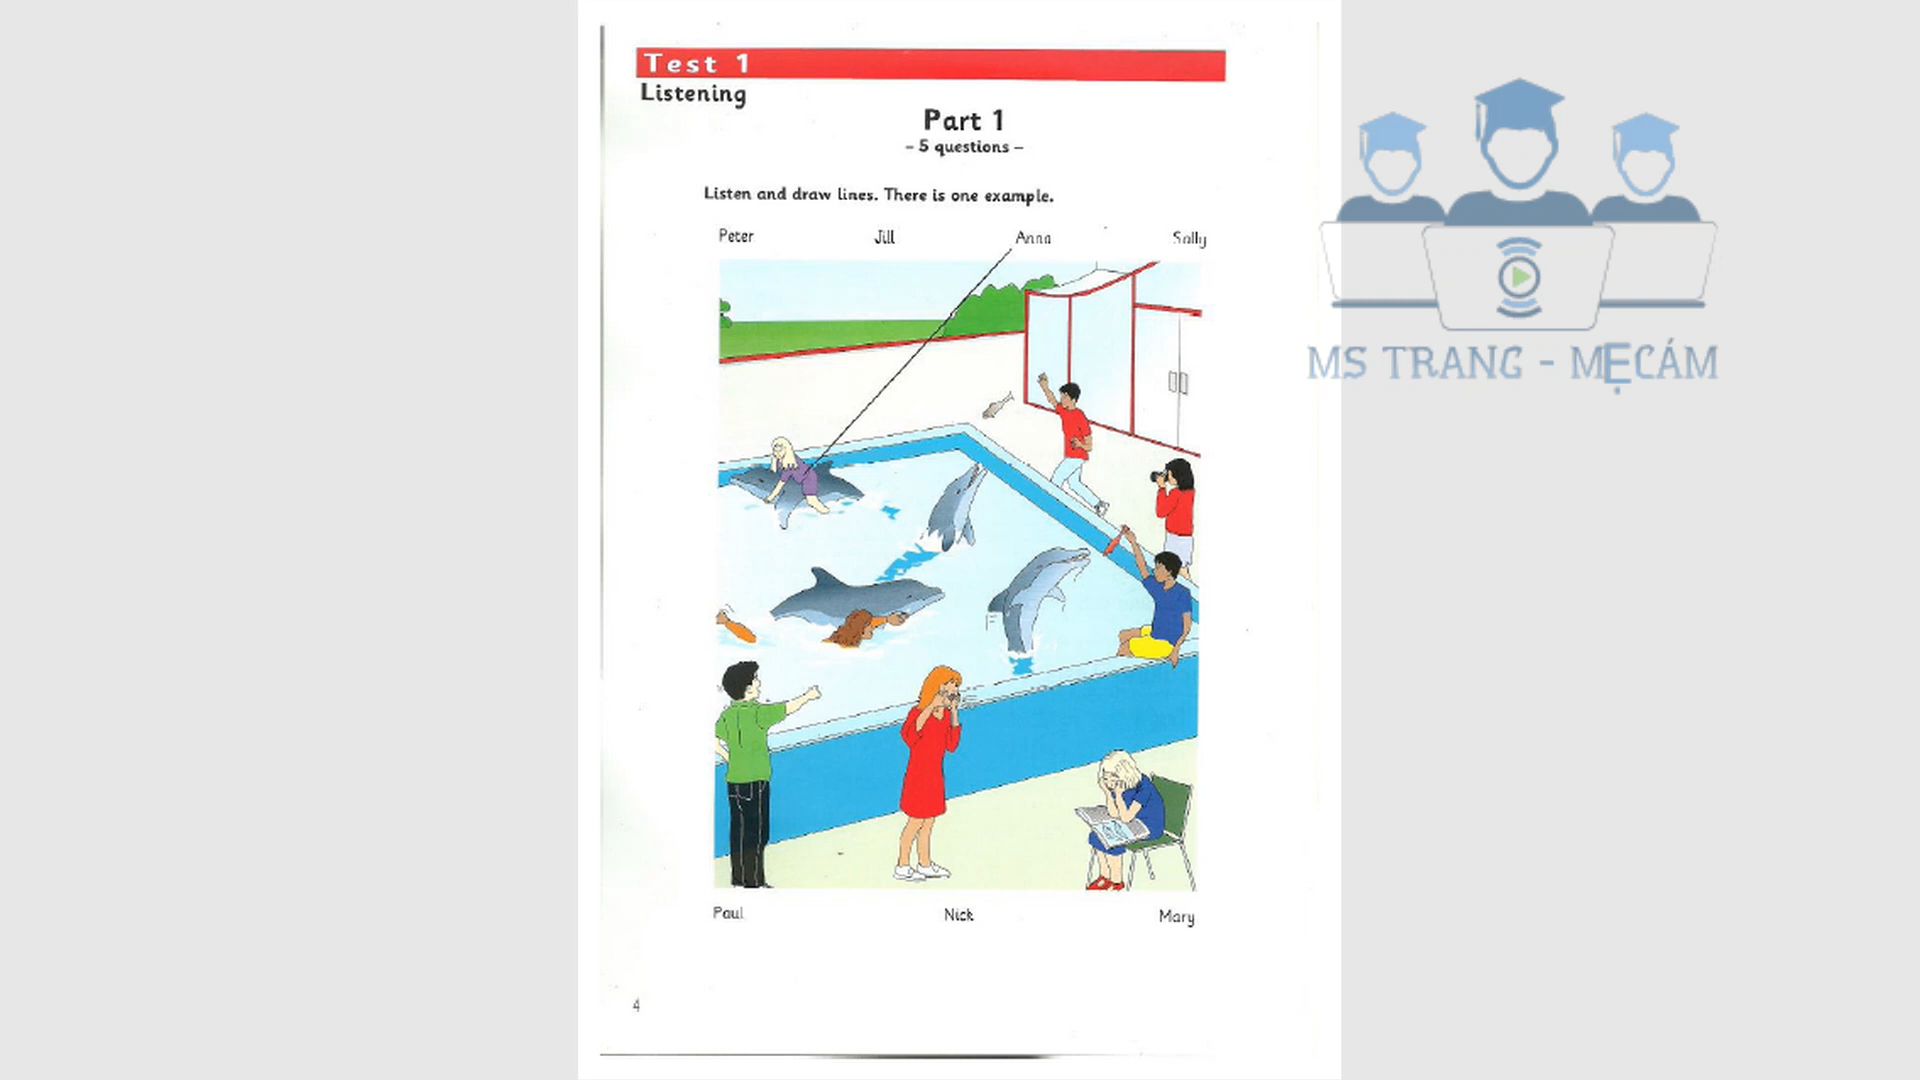 Test 1
Listening
Part 1
– 5 questions –
Listen and draw lines. There is one example.
Peter Jill Anna Sally
Paul Nick Mary
4
MS TRANG - MẸCÁM